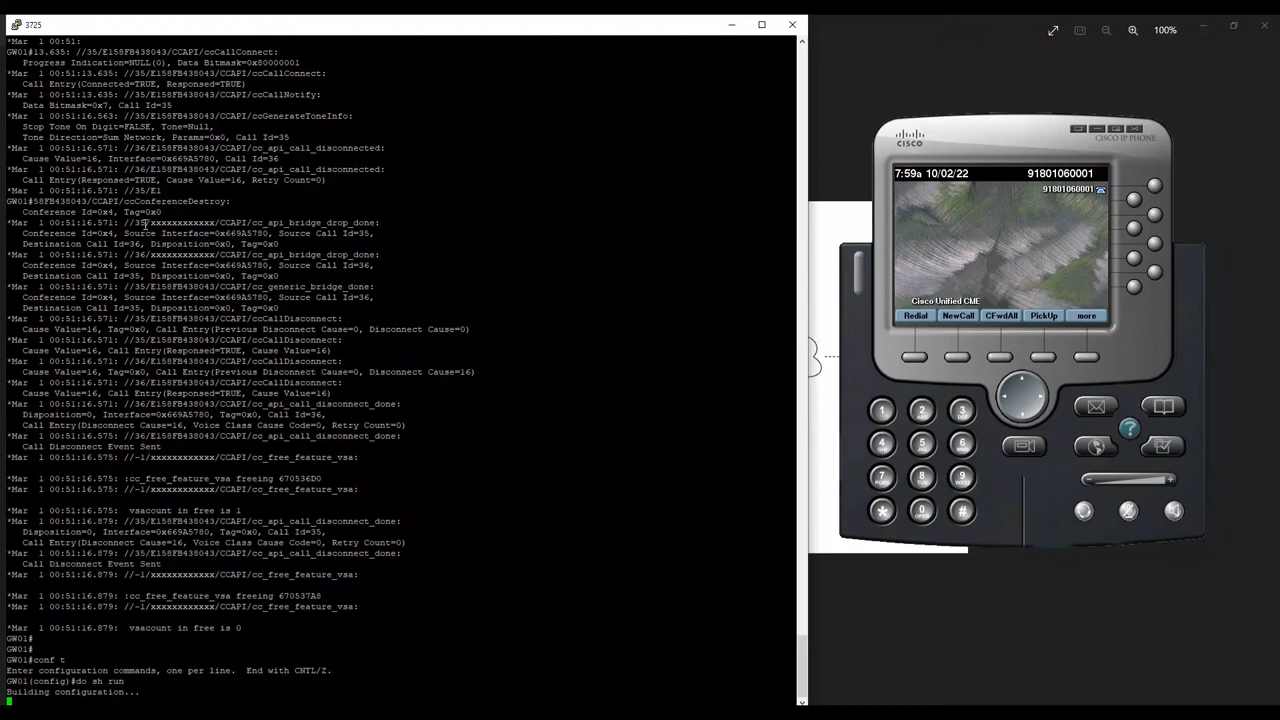 3725
*Mar  1 00:51:
GW01#13.635: //35/E158FB438043/CCAPI/ccCallConnect:
Progress Indication=NULL(0), Data Bitmask=0x80000001
*Mar  1 00:51:13.635: //35/E158FB438043/CCAPI/ccCallConnect:
Call Entry(Connected=TRUE, Responsed=TRUE)
*Mar  1 00:51:13.635: //35/E158FB438043/CCAPI/ccCallNotify:
Data Bitmask=0x7, Call Id=35
*Mar  1 00:51:16.563: //35/E158FB438043/CCAPI/ccGenerateToneInfo:
Stop Tone On Digit=FALSE, Tone=Null,
Tone Direction=Sum Network, Params=0x0, Call Id=35
*Mar  1 00:51:16.571: //36/E158FB438043/CCAPI/cc_api_call_disconnected:
Cause Value=16, Interface=0x669A5780, Call Id=36
*Mar  1 00:51:16.571: //36/E158FB438043/CCAPI/cc_api_call_disconnected:
Call Entry(Responsed=TRUE, Cause Value=16, Retry Count=0)
*Mar  1 00:51:16.571: //35/E1
GW01#58FB438043/CCAPI/ccConferenceDestroy:
Conference Id=0x4, Tag=0x0
*Mar  1 00:51:16.571: //35/xxxxxxxxxxxx/CCAPI/cc_api_bridge_drop_done:
Conference Id=0x4, Source Interface=0x669A5780, Source Call Id=35,
Destination Call Id=36, Disposition=0x0, Tag=0x0
*Mar  1 00:51:16.571: //36/xxxxxxxxxxxx/CCAPI/cc_api_bridge_drop_done:
Conference Id=0x4, Source Interface=0x669A5780, Source Call Id=36,
Destination Call Id=35, Disposition=0x0, Tag=0x0
*Mar  1 00:51:16.571: //35/E158FB438043/CCAPI/cc_generic_bridge_done:
Conference Id=0x4, Source Interface=0x669A5780, Source Call Id=36,
Destination Call Id=35, Disposition=0x0, Tag=0x0
*Mar  1 00:51:16.571: //35/E158FB438043/CCAPI/ccCallDisconnect:
Cause Value=16, Tag=0x0, Call Entry(Previous Disconnect Cause=0, Disconnect Cause=0)
*Mar  1 00:51:16.571: //35/E158FB438043/CCAPI/ccCallDisconnect:
Cause Value=16, Call Entry(Responsed=TRUE, Cause Value=16)
*Mar  1 00:51:16.571: //36/E158FB438043/CCAPI/ccCallDisconnect:
Cause Value=16, Tag=0x0, Call Entry(Previous Disconnect Cause=0, Disconnect Cause=16)
*Mar  1 00:51:16.571: //36/E158FB438043/CCAPI/ccCallDisconnect:
Cause Value=16, Call Entry(Responsed=TRUE, Cause Value=16)
*Mar  1 00:51:16.571: //36/E158FB438043/CCAPI/cc_api_call_disconnect_done:
Disposition=0, Interface=0x669A5780, Tag=0x0, Call Id=36,
Call Entry(Disconnect Cause=16, Voice Class Cause Code=0, Retry Count=0)
*Mar  1 00:51:16.571: //36/E158FB438043/CCAPI/cc_api_call_disconnect_done:
Call Disconnect Event Sent
*Mar  1 00:51:16.575: //-1/xxxxxxxxxxxx/CCAPI/cc_free_feature_vsa:
*Mar  1 00:51:16.575: :cc_free_feature_vsa freeing 670536D0
*Mar  1 00:51:16.575: //-1/xxxxxxxxxxxx/CCAPI/cc_free_feature_vsa:
*Mar  1 00:51:16.575:  vsacount in free is 1
*Mar  1 00:51:16.879: //35/E158FB438043/CCAPI/cc_api_call_disconnect_done:
Disposition=0, Interface=0x669A5780, Tag=0x0, Call Id=35,
Call Entry(Disconnect Cause=16, Voice Class Cause Code=0, Retry Count=0)
*Mar  1 00:51:16.879: //35/E158FB438043/CCAPI/cc_api_call_disconnect_done:
Call Disconnect Event Sent
*Mar  1 00:51:16.879: //-1/xxxxxxxxxxxx/CCAPI/cc_free_feature_vsa:
*Mar  1 00:51:16.879: :cc_free_feature_vsa freeing 670537A8
*Mar  1 00:51:16.879: //-1/xxxxxxxxxxxx/CCAPI/cc_free_feature_vsa:
*Mar  1 00:51:16.879:  vsacount in free is 0
GW01#
GW01#
GW01#conf t
Enter configuration commands, one per line.  End with CNTL/Z.
GW01(config)#do sh run
Building configuration...
100%
CISCO
CISCO IP PHONE
7:59a 10/02/22 91801060001
91801060001
Cisco Unified CME
Redial NewCall CFwdAll PickUp more
1 2 ABC 3 DEF
4 GHI 5 JKL 6 MNO
7 PQRS 8 TUV 9 WXYZ
* 0 OPER #
?
- +